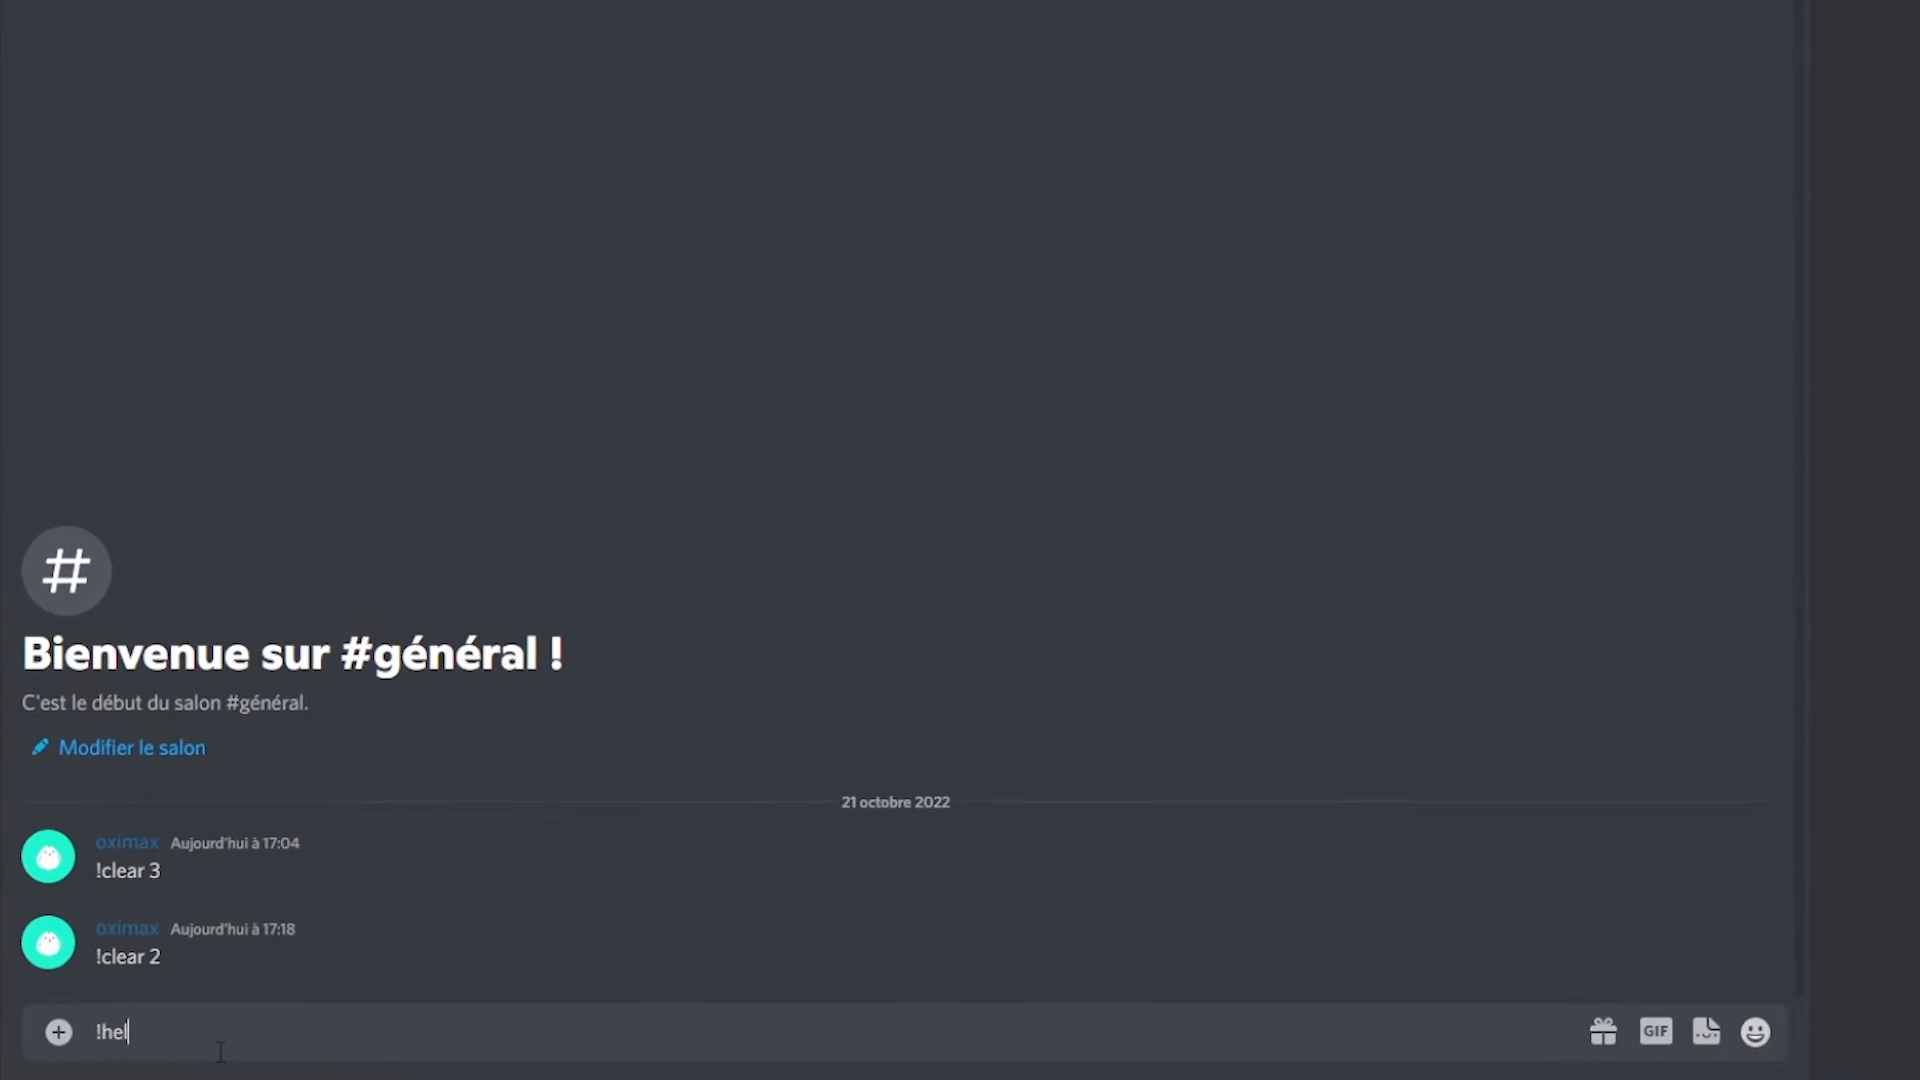 #
Bienvenue sur #général !
C'est le début du salon #général.
Modifier le salon
21 octobre 2022
oximax Aujourd'hui à 17:04
!clear 3
oximax Aujourd'hui à 17:18
!clear 2
!hel
GIF